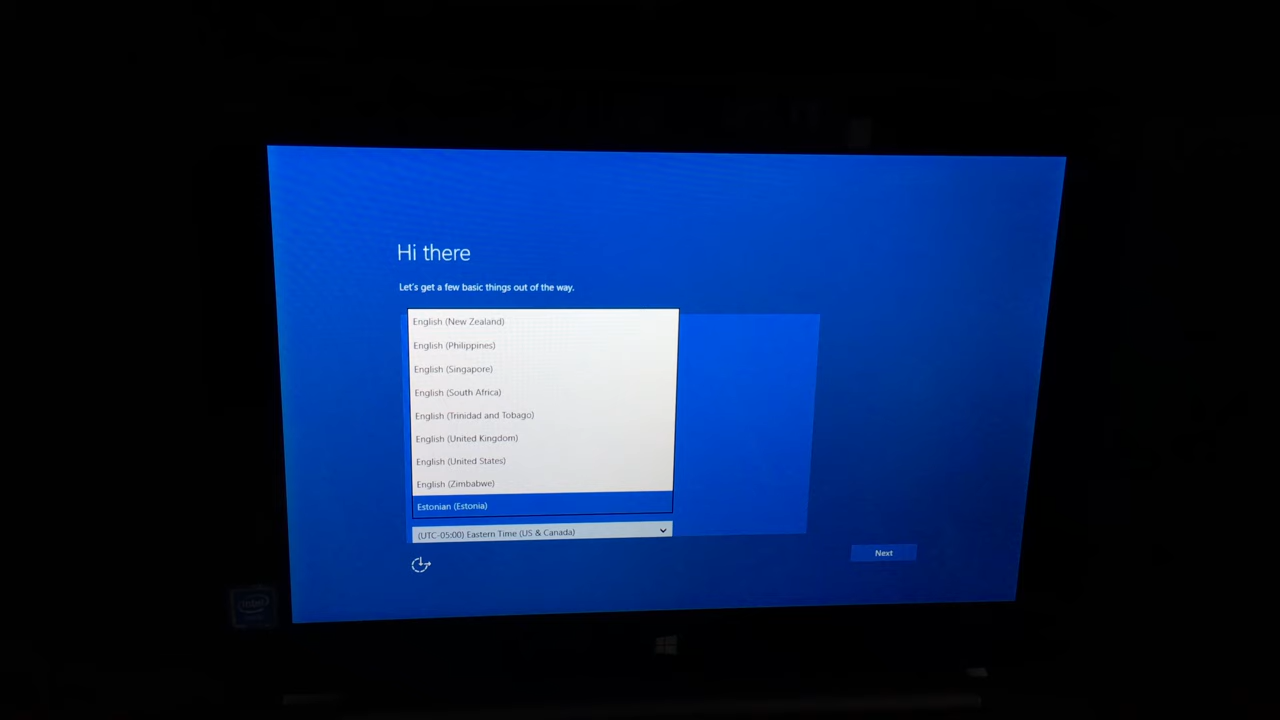 Hi there
Let's get a few basic things out of the way.
English (New Zealand)
English (Philippines)
English (Singapore)
English (South Africa)
English (Trinidad and Tobago)
English (United Kingdom)
English (United States)
English (Zimbabwe)
Estonian (Estonia)
(UTC-05:00) Eastern Time (US & Canada)
Next
intel